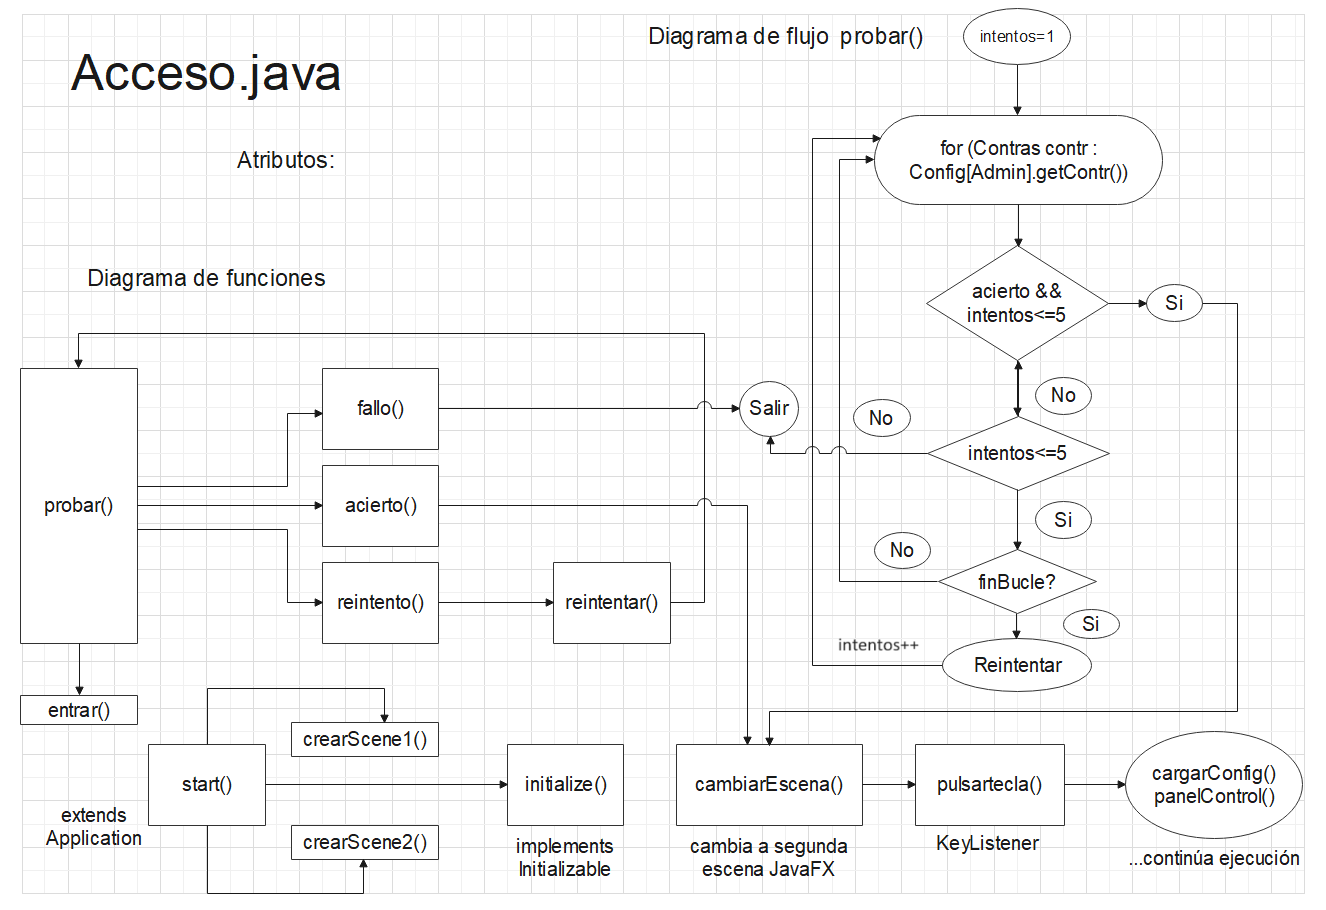 Acceso.java
Atributos:
Diagrama de funciones
probar()
fallo()
acierto()
reintento()
reintentar()
entrar()
Salir
start()
extends
Application
crearScene1()
crearScene2()
initialize()
implements
Initializable
cambiarEscena()
cambia a segunda
escena JavaFX
pulsartecla()
KeyListener
cargarConfig()
panelControl()
...continúa ejecución
Diagrama de flujo probar()
intentos=1
for (Contras contr :
Config[Admin].getContr())
acierto &&
intentos<=5
Si
No
intentos<=5
No
Si
finBucle?
No
Si
Reintentar
intentos++